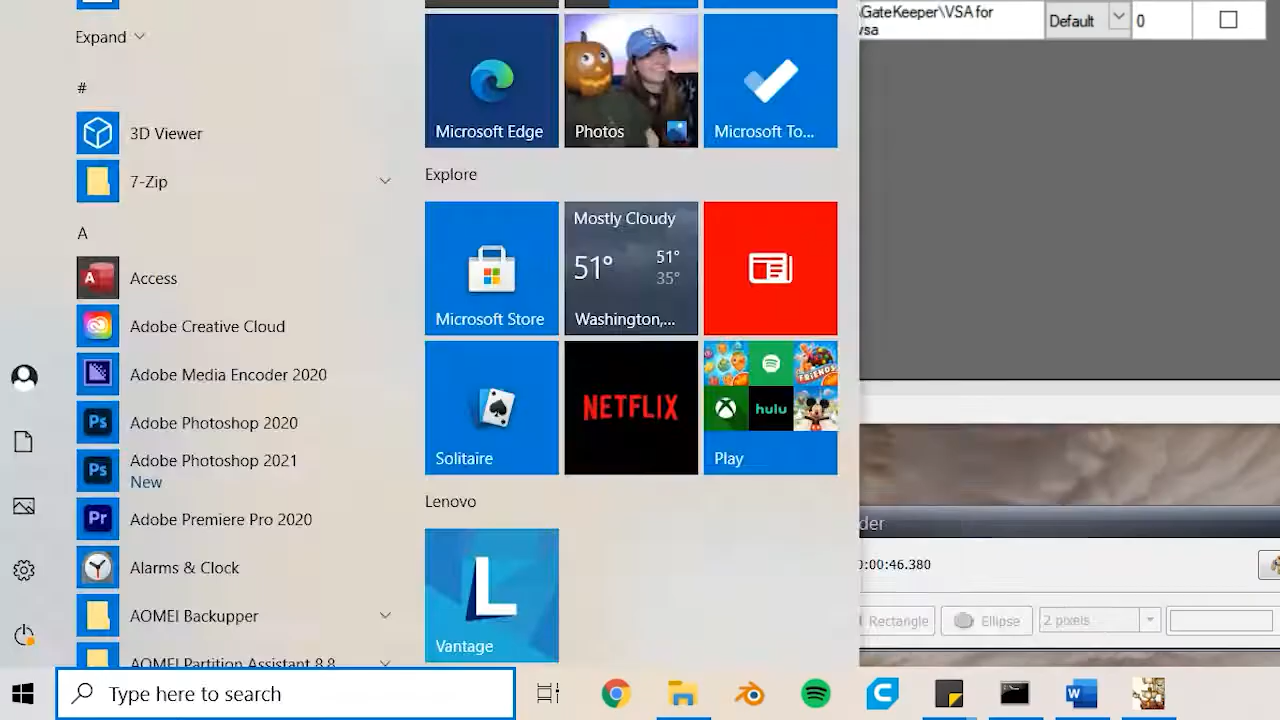 Expand
#
3D Viewer
7-Zip
A
Access
Adobe Creative Cloud
Adobe Media Encoder 2020
Adobe Photoshop 2020
Adobe Photoshop 2021
New
Adobe Premiere Pro 2020
Alarms & Clock
AOMEI Backupper
AOMEI Partition Assistant 8.8
Type here to search
Microsoft Edge
Photos
Microsoft To...
Explore
Microsoft Store
Mostly Cloudy
51°
51°
35°
Washington,...
Solitaire
NETFLIX
hulu
FRIENDS
Play
Lenovo
L
Vantage
\GateKeeper\VSA for
vsa
Default
0
der
0:00:46.380
Rectangle
Ellipse
2 pixels